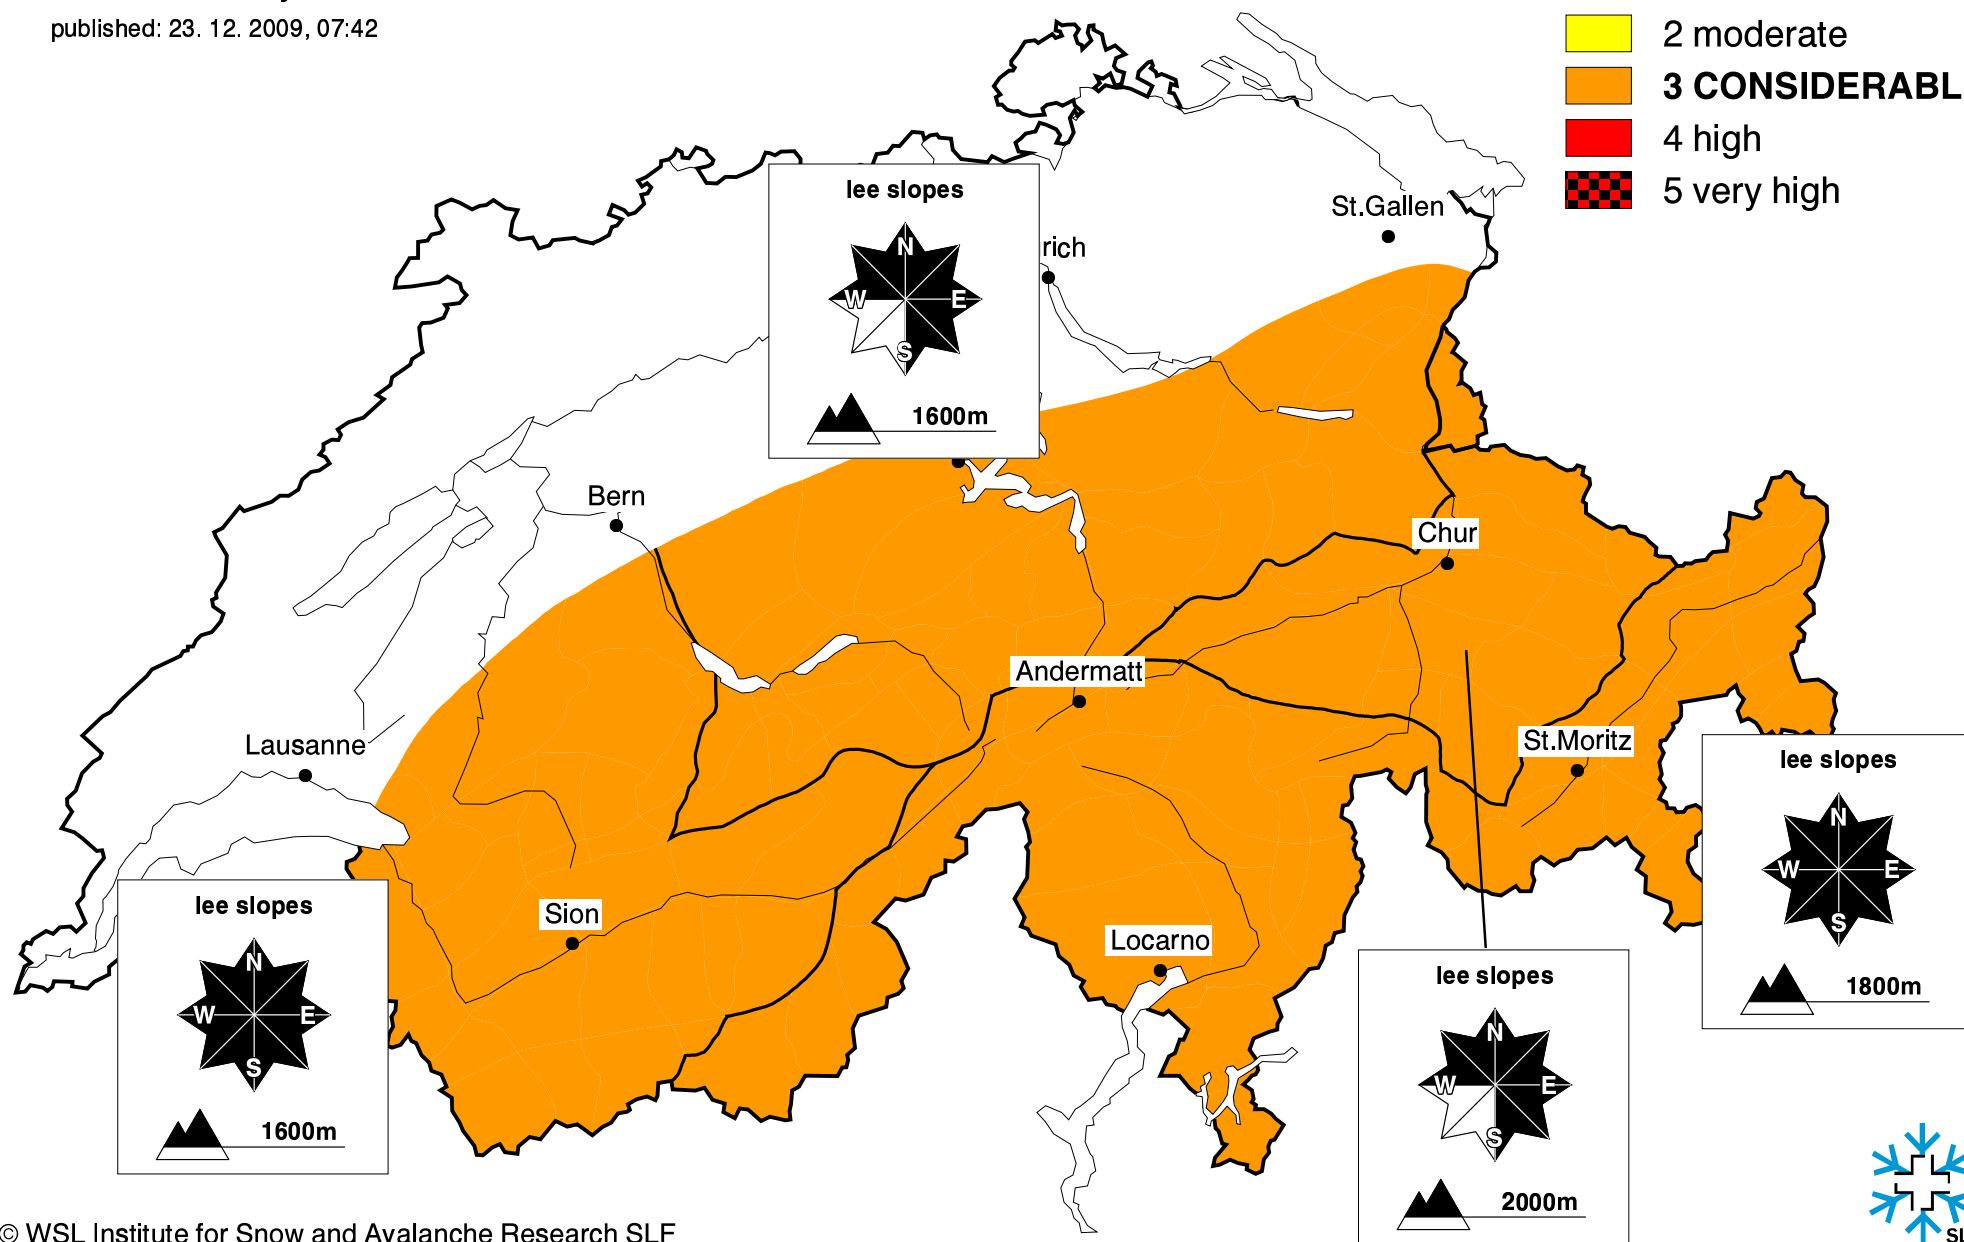 published: 23. 12. 2009, 07:42
2 moderate
3 CONSIDERABL
4 high
5 very high
lee slopes
N
W E
S
1600m
rich
St.Gallen
Bern
Chur
Andermatt
Lausanne
St.Moritz
Sion
Locarno
lee slopes
N
W E
S
1600m
lee slopes
N
W E
S
2000m
lee slopes
N
W E
S
1800m
© WSL Institute for Snow and Avalanche Research SLF
SL